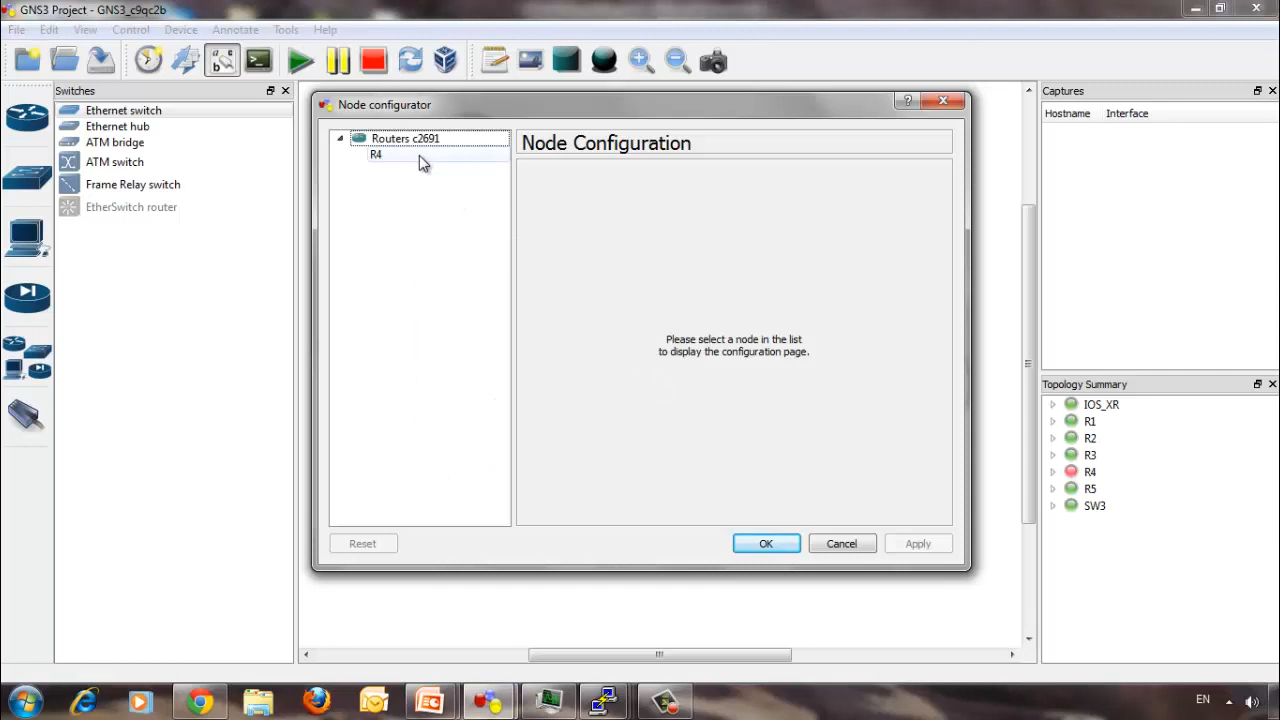 GNS3 Project - GNS3_c9qc2b
File Edit View Control Device Annotate Tools Help
Switches
Ethernet switch
Ethernet hub
ATM bridge
ATM switch
Frame Relay switch
EtherSwitch router
Node configurator
Routers c2691
R4
Node Configuration
Please select a node in the list
to display the configuration page.
Reset
OK
Cancel
Apply
Captures
Hostname Interface
Topology Summary
IOS_XR
R1
R2
R3
R4
R5
SW3
EN